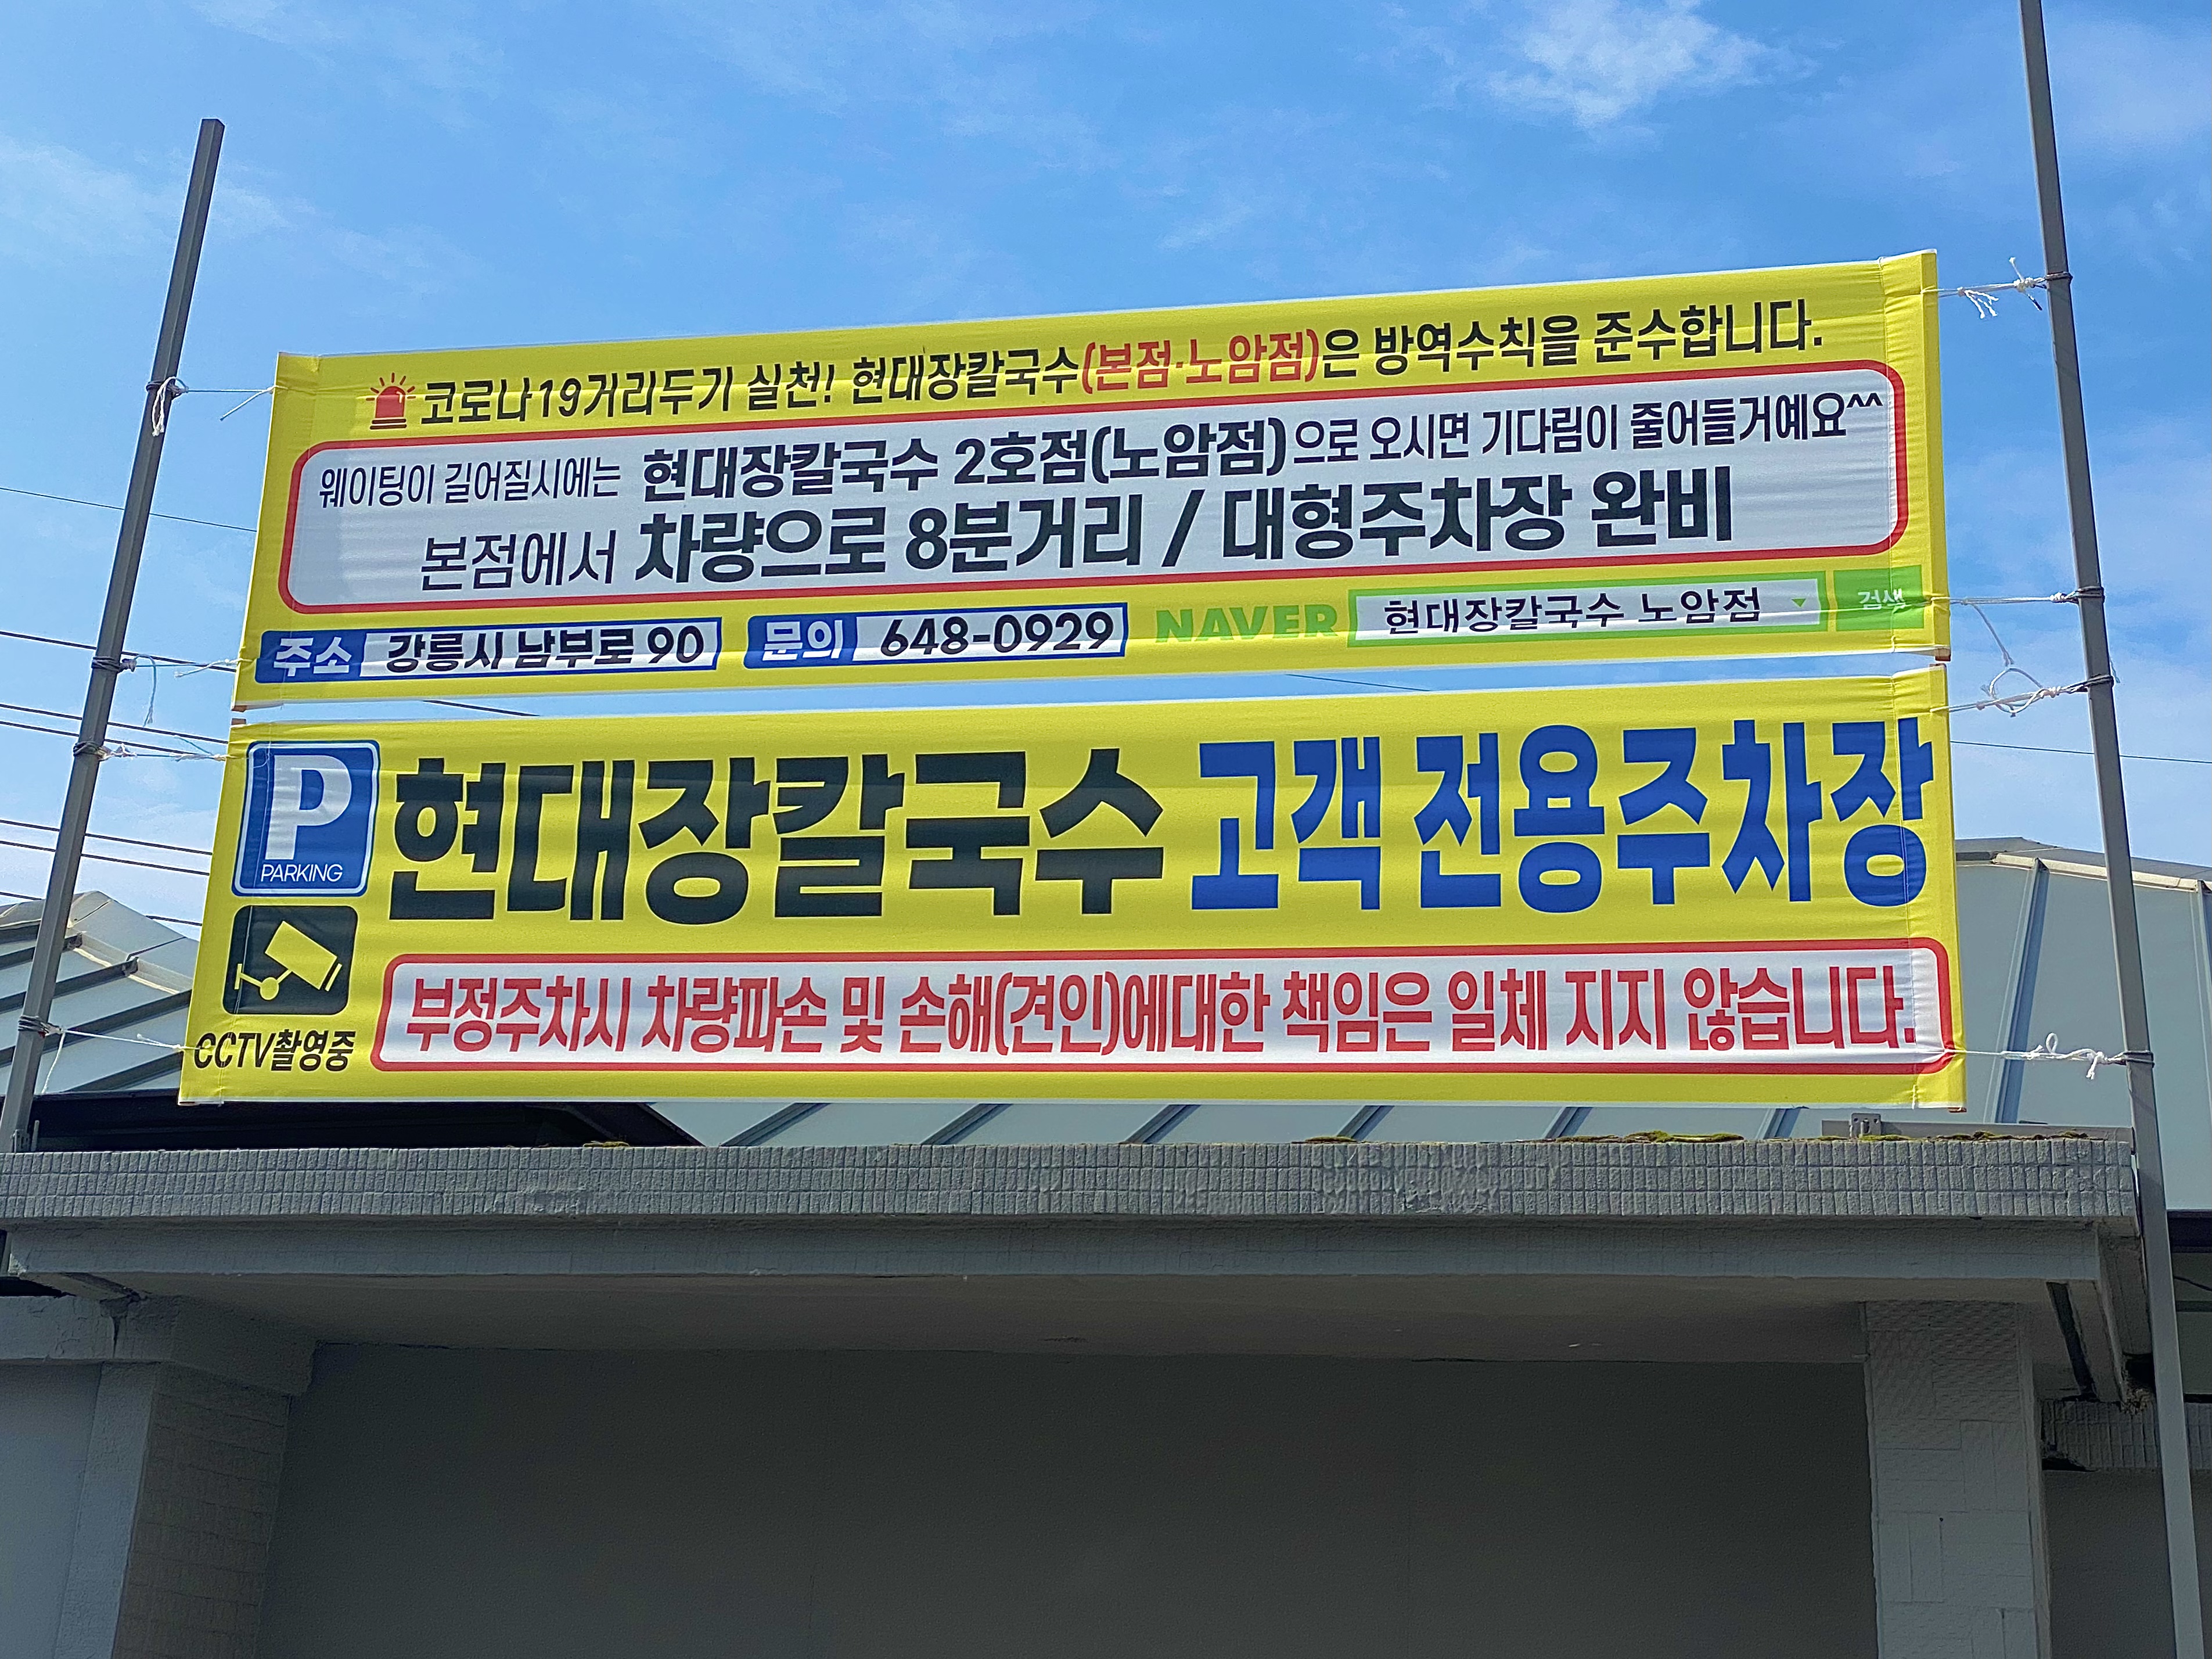 코로나19거리두기 실천! 현대장칼국수(본점·노암점)은 방역수칙을 준수합니다.
웨이팅이 길어질시에는 현대장칼국수 2호점(노암점)으로 오시면 기다림이 줄어들거예요^^
본점에서 차량으로 8분거리 / 대형주차장 완비
주소 강릉시 남부로 90 문의 648-0929 NAVER 현대장칼국수 노암점 검색
P
PARKING
현대장칼국수 고객 전용주차장
CCTV촬영중
부정주차시 차량파손 및 손해(견인)에대한 책임은 일체 지지 않습니다.